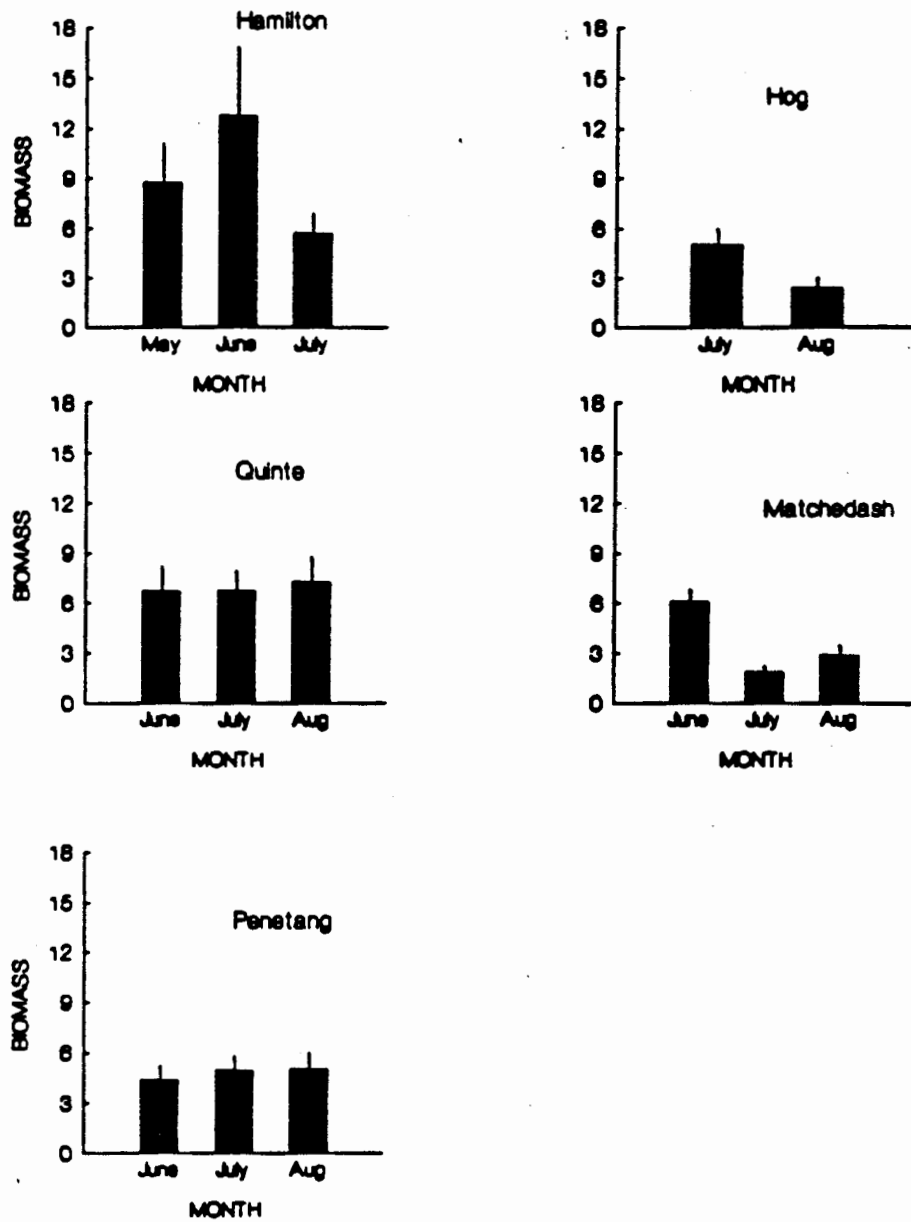 Hamilton
18
15
12
9
6
3
0
BIOMASS
May June July
MONTH
Hog
18
15
12
9
6
3
0
July Aug
MONTH
Quinte
18
15
12
9
6
3
0
BIOMASS
June July Aug
MONTH
Matchedash
18
15
12
9
6
3
0
June July Aug
MONTH
Penetang
18
15
12
9
6
3
0
BIOMASS
June July Aug
MONTH